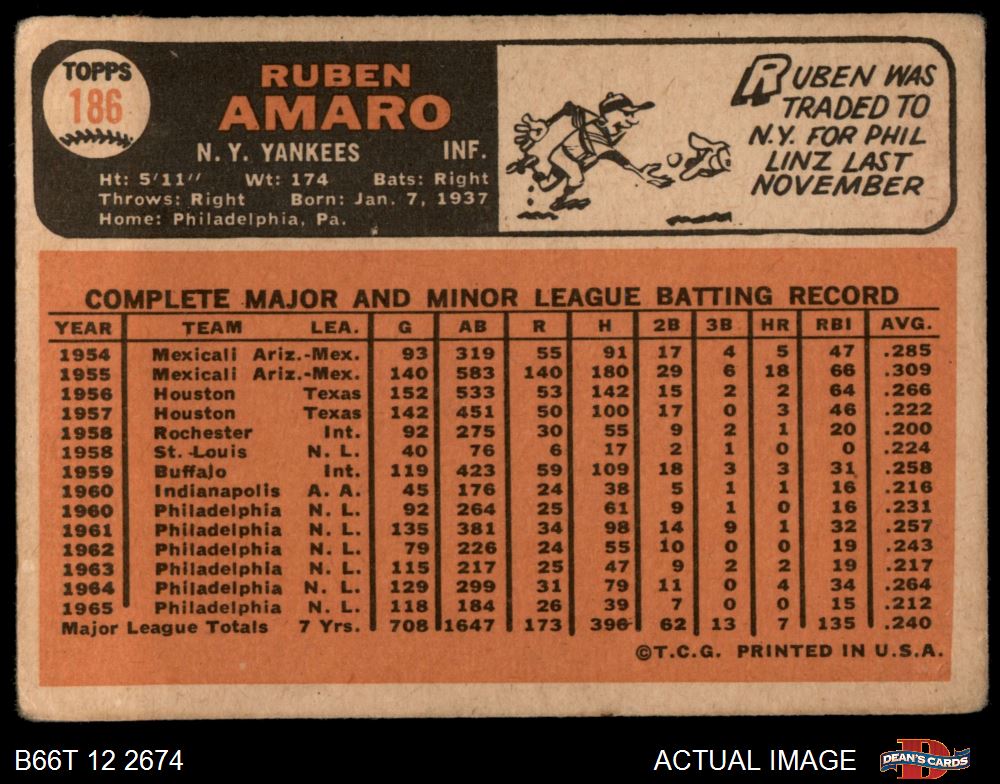 TOPPS
186
RUBEN
AMARO
N. Y. YANKEES INF.
Ht: 5'11" Wt: 174 Bats: Right
Throws: Right Born: Jan. 7, 1937
Home: Philadelphia, Pa.
RUBEN WAS
TRADED TO
N.Y. FOR PHIL
LINZ LAST
NOVEMBER
COMPLETE MAJOR AND MINOR LEAGUE BATTING RECORD
YEAR TEAM LEA. G AB R H 2B 3B HR RBI AVG.
1954 Mexicali Ariz.-Mex. 93 319 55 91 17 4 5 47 .285
1955 Mexicali Ariz.-Mex. 140 583 140 180 29 6 18 66 .309
1956 Houston Texas 152 533 53 142 15 2 2 64 .266
1957 Houston Texas 142 451 50 100 17 0 3 46 .222
1958 Rochester Int. 92 275 30 55 9 2 1 20 .200
1958 St. Louis N. L. 40 76 6 17 2 1 0 0 .224
1959 Buffalo Int. 119 423 59 109 18 3 3 31 .258
1960 Indianapolis A. A. 45 176 24 38 5 1 1 16 .216
1960 Philadelphia N. L. 92 264 25 61 9 1 0 16 .231
1961 Philadelphia N. L. 135 381 34 98 14 9 1 32 .257
1962 Philadelphia N. L. 79 226 24 55 10 0 0 19 .243
1963 Philadelphia N. L. 115 217 25 47 9 2 2 19 .217
1964 Philadelphia N. L. 129 299 31 79 11 0 4 34 .264
1965 Philadelphia N. L. 118 184 26 39 7 0 0 15 .212
Major League Totals 7 Yrs. 708 1647 173 396 62 13 7 135 .240
©T.C.G. PRINTED IN U.S.A.
B66T 12 2674 ACTUAL IMAGE
DEAN'S CARDS